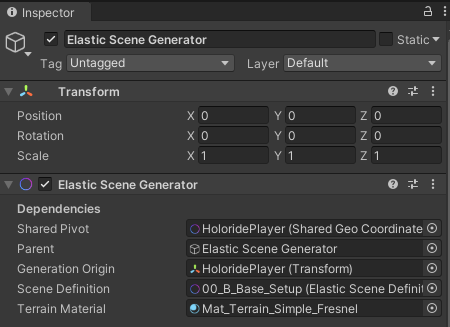 Inspector
Elastic Scene Generator Static
Tag Untagged Layer Default
Transform
Position X 0 Y 0 Z 0
Rotation X 0 Y 0 Z 0
Scale X 1 Y 1 Z 1
Elastic Scene Generator
Dependencies
Shared Pivot HoloridePlayer (Shared Geo Coordinate
Parent Elastic Scene Generator
Generation Origin HoloridePlayer (Transform)
Scene Definition 00_B_Base_Setup (Elastic Scene Defini
Terrain Material Mat_Terrain_Simple_Fresnel